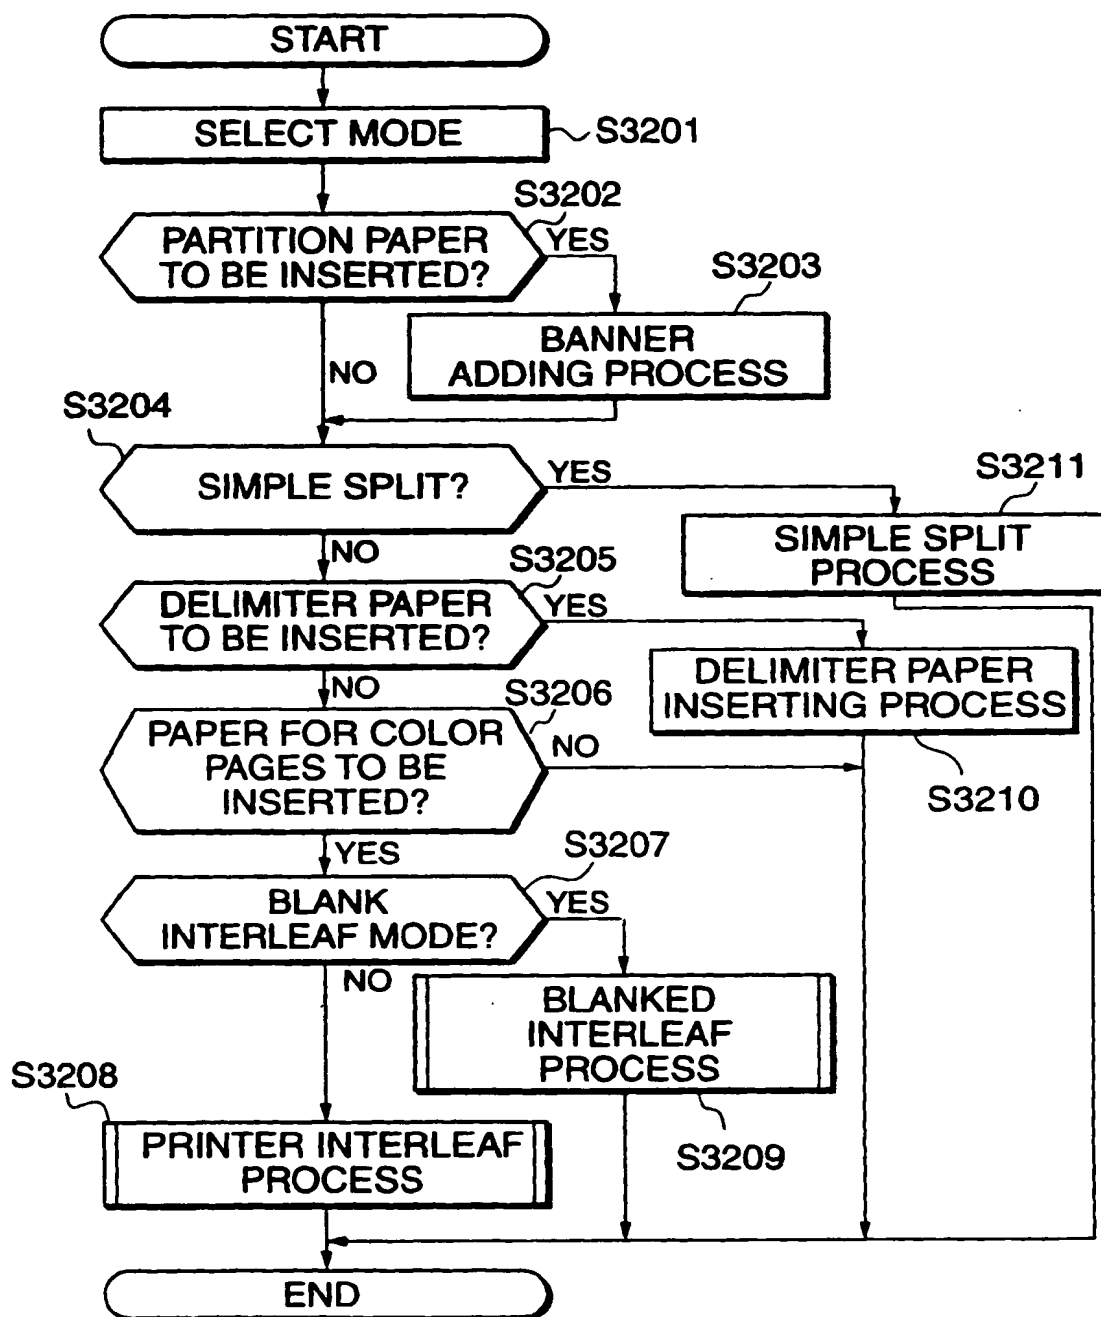 START
SELECT MODE
S3201
S3202
PARTITION PAPER
TO BE INSERTED?
YES
S3203
BANNER
ADDING PROCESS
NO
S3204
SIMPLE SPLIT?
YES
S3211
SIMPLE SPLIT
PROCESS
NO
S3205
DELIMITER PAPER
TO BE INSERTED?
YES
DELIMITER PAPER
INSERTING PROCESS
S3210
NO
S3206
PAPER FOR COLOR
PAGES TO BE
INSERTED?
NO
YES
S3207
BLANK
INTERLEAF MODE?
YES
NO
BLANKED
INTERLEAF
PROCESS
S3209
S3208
PRINTER INTERLEAF
PROCESS
END